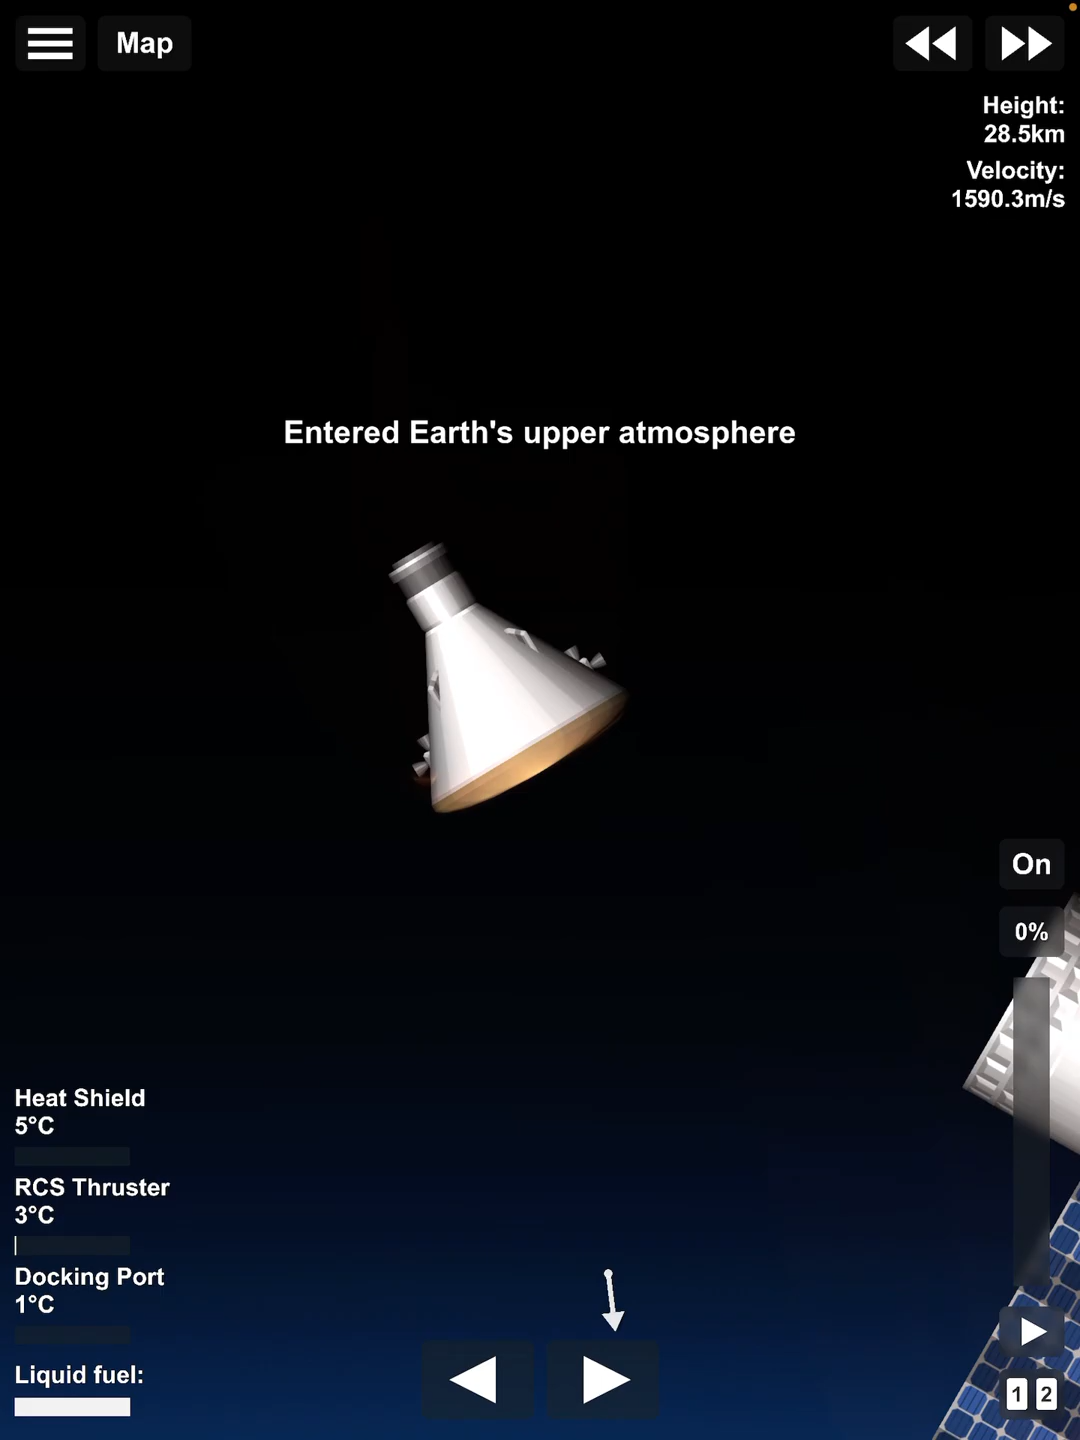 Map
Height:
28.5km
Velocity:
1590.3m/s
Entered Earth's upper atmosphere
On
0%
Heat Shield
5°C
RCS Thruster
3°C
Docking Port
1°C
Liquid fuel:
1 2